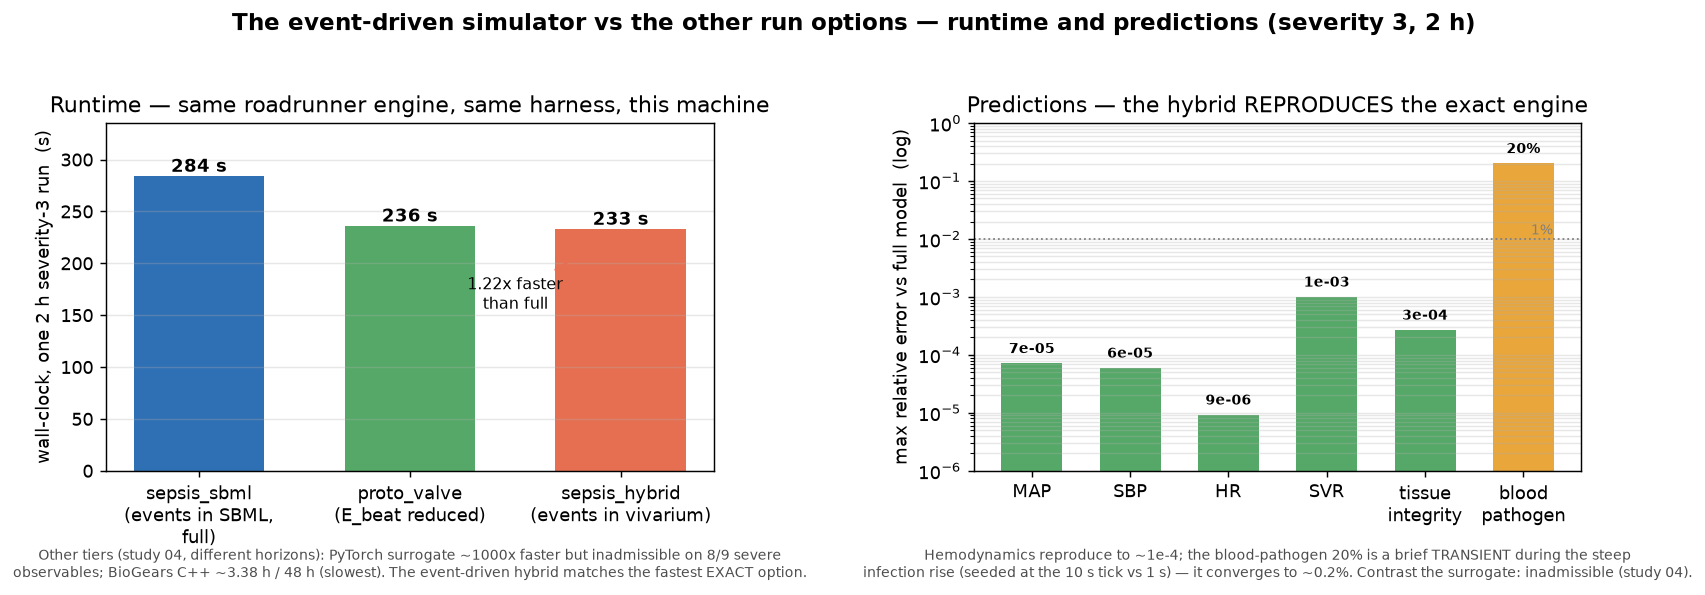 The event-driven simulator vs the other run options — runtime and predictions (severity 3, 2 h)
Runtime — same roadrunner engine, same harness, this machine
wall-clock, one 2 h severity-3 run (s)
300
250
200
150
100
50
0
284 s
236 s
233 s
1.22x faster
than full
sepsis_sbml
(events in SBML,
full)
proto_valve
(E_beat reduced)
sepsis_hybrid
(events in vivarium)
Other tiers (study 04, different horizons): PyTorch surrogate ~1000x faster but inadmissible on 8/9 severe
observables; BioGears C++ ~3.38 h / 48 h (slowest). The event-driven hybrid matches the fastest EXACT option.
Predictions — the hybrid REPRODUCES the exact engine
max relative error vs full model (log)
10⁰
10⁻¹
10⁻²
10⁻³
10⁻⁴
10⁻⁵
10⁻⁶
7e-05
6e-05
9e-06
1e-03
3e-04
20%
1%
MAP
SBP
HR
SVR
tissue
integrity
blood
pathogen
Hemodynamics reproduce to ~1e-4; the blood-pathogen 20% is a brief TRANSIENT during the steep
infection rise (seeded at the 10 s tick vs 1 s) — it converges to ~0.2%. Contrast the surrogate: inadmissible (study 04).